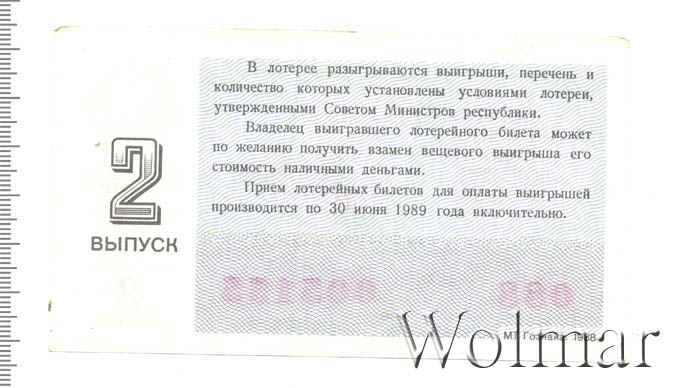 В лотерее разыгрываются выигрыши, перечень и
количество которых установлены условиями лотереи,
утвержденными Советом Министров республики.
Владелец выигравшего лотерейного билета может
по желанию получить взамен вещевого выигрыша его
стоимость наличными деньгами.
Прием лотерейных билетов для оплаты выигрышей
производится по 30 июня 1989 года включительно.
2
ВЫПУСК
МТ Гознака. 1988
Wolmar